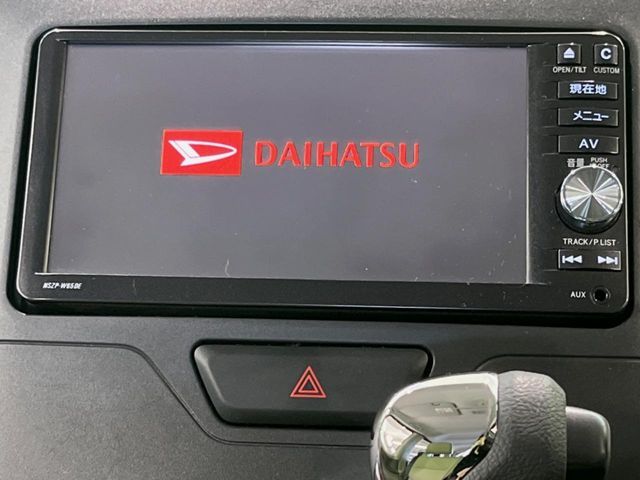 OPEN/TILT CUSTOM
C
現在地
メニュー
AV
音量 PUSH
TRACK/P.LIST
AUX
DAIHATSU
NSZP-W65DE